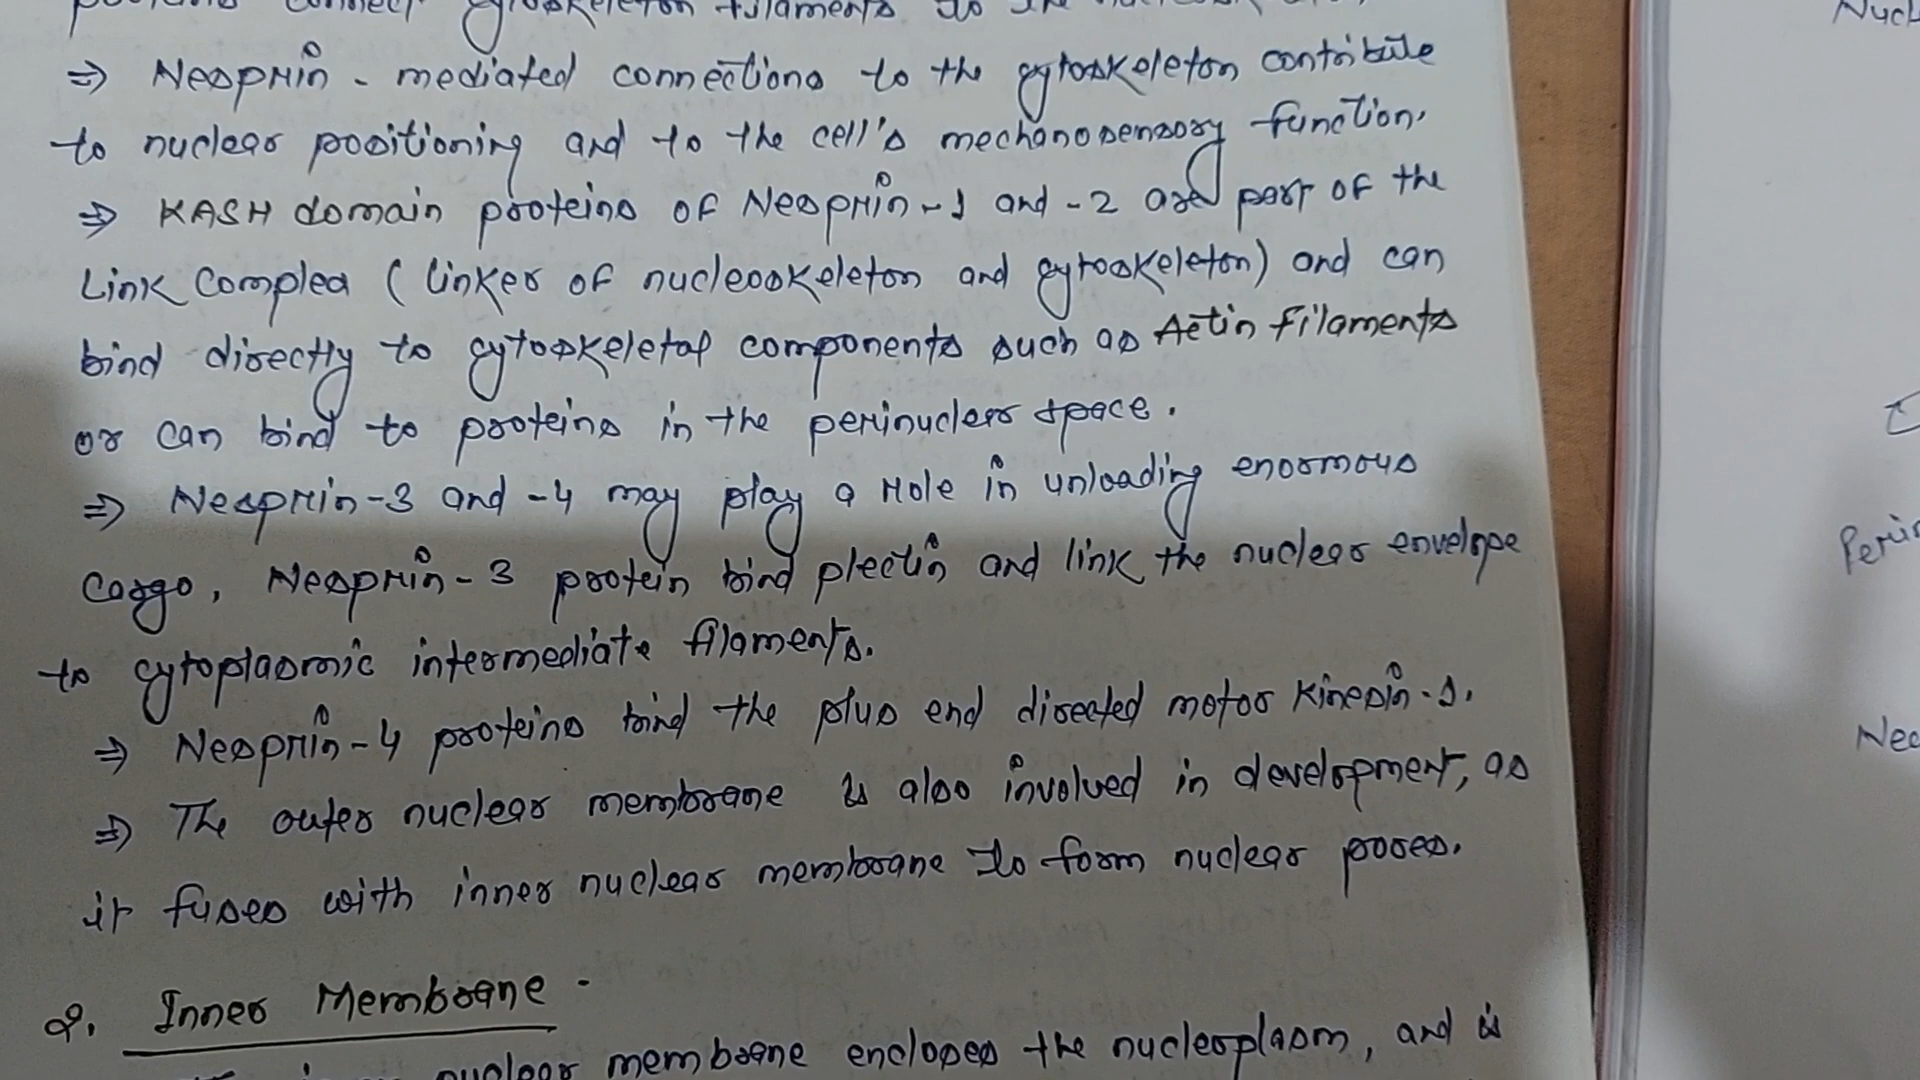 proteins connect cytoskeleton filaments to the
⇒ Nesprin - mediated connections to the cytoskeleton contribute
to nuclear positioning and to the cell's mechanosensory function.
⇒ KASH domain proteins of Nesprin-1 and -2 are part of the
Link Complex ( linker of nucleoskeleton and cytoskeleton) and can
bind directly to cytoskeletal components such as Actin filaments
or can bind to proteins in the perinuclear space.
⇒ Nesprin-3 and -4 may play a role in unloading enormous
cargo, Nesprin-3 protein bind plectin and link the nuclear envelope
to cytoplasmic intermediate filaments.
⇒ Nesprin-4 proteins bind the plus end directed motor Kinesin-1.
⇒ The outer nuclear membrane is also involved in development, as
it fuses with inner nuclear membrane to form nuclear pores.
2. Inner Membrane -
nuclear membrane encloses the nucleoplasm, and is